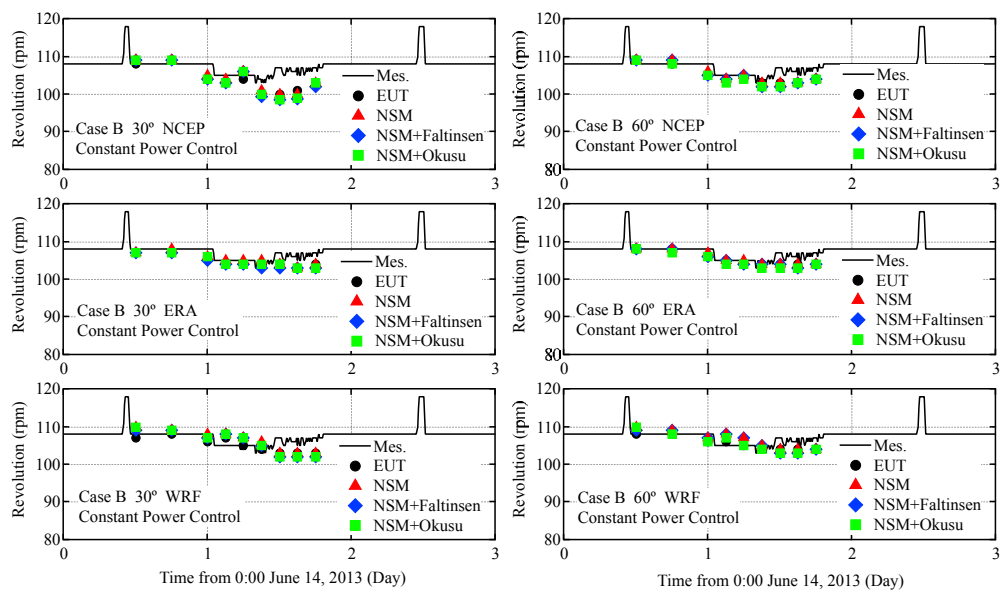 120
110
100
90
80
Revolution (rpm)
Mes.
EUT
NSM
NSM+Faltinsen
NSM+Okusu
Case B 30º NCEP
Constant Power Control
0
1
2
3
120
110
100
90
80
Revolution (rpm)
Mes.
EUT
NSM
NSM+Faltinsen
NSM+Okusu
Case B 60º NCEP
Constant Power Control
0
1
2
3
120
110
100
90
80
Revolution (rpm)
Mes.
EUT
NSM
NSM+Faltinsen
NSM+Okusu
Case B 30º ERA
Constant Power Control
0
1
2
3
120
110
100
90
80
Revolution (rpm)
Mes.
EUT
NSM
NSM+Faltinsen
NSM+Okusu
Case B 60º ERA
Constant Power Control
0
1
2
3
120
110
100
90
80
Revolution (rpm)
Mes.
EUT
NSM
NSM+Faltinsen
NSM+Okusu
Case B 30º WRF
Constant Power Control
0
1
2
3
Time from 0:00 June 14, 2013 (Day)
120
110
100
90
80
Revolution (rpm)
Mes.
EUT
NSM
NSM+Faltinsen
NSM+Okusu
Case B 60º WRF
Constant Power Control
0
1
2
3
Time from 0:00 June 14, 2013 (Day)